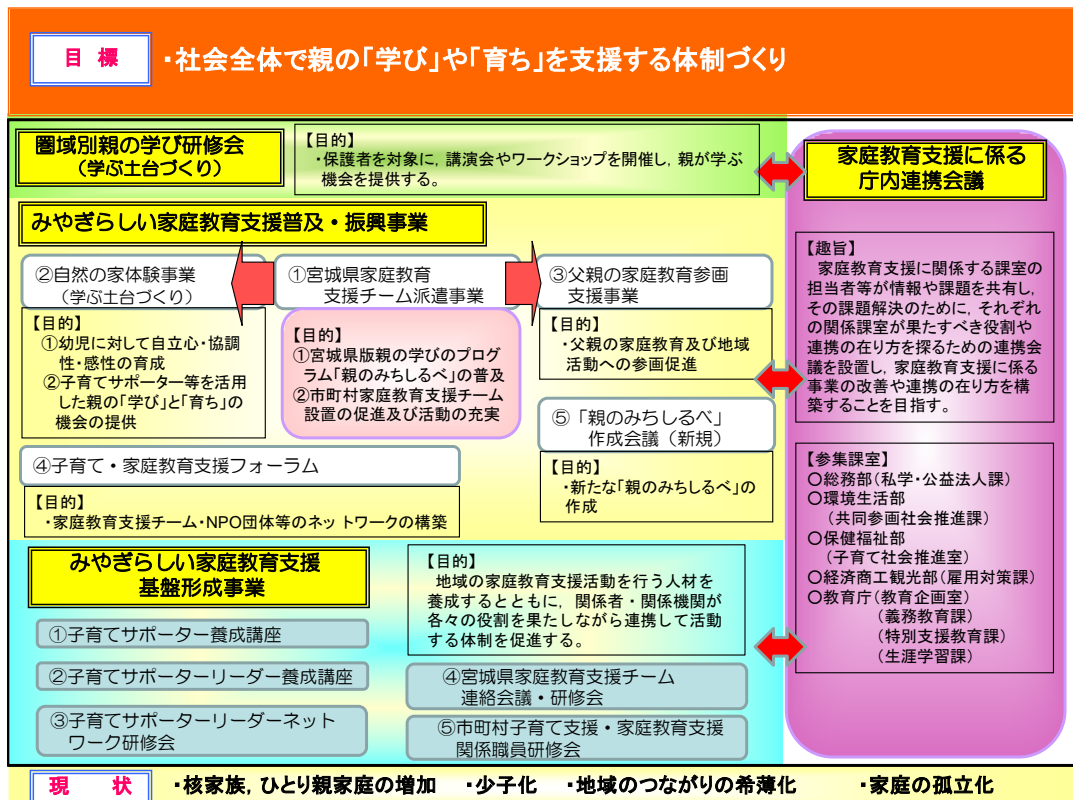 目 標
・社会全体で親の「学び」や「育ち」を支援する体制づくり
圏域別親の学び研修会
（学ぶ土台づくり）
【目的】
・保護者を対象に，講演会やワークショップを開催し，親が学ぶ
機会を提供する。
みやぎらしい家庭教育支援普及・振興事業
②自然の家体験事業
（学ぶ土台づくり）
【目的】
①幼児に対して自立心・協調
性・感性の育成
②子育てサポーター等を活用
した親の「学び」と「育ち」の
機会の提供
①宮城県家庭教育
支援チーム派遣事業
【目的】
①宮城県版親の学びのプログ
ラム「親のみちしるべ」の普及
②市町村家庭教育支援チーム
設置の促進及び活動の充実
③父親の家庭教育参画
支援事業
【目的】
・父親の家庭教育及び地域
活動への参画促進
⑤「親のみちしるべ」
作成会議（新規）
【目的】
・新たな「親のみちしるべ」の
作成
④子育て・家庭教育支援フォーラム
【目的】
・家庭教育支援チーム・NPO団体等のネットワークの構築
みやぎらしい家庭教育支援
基盤形成事業
【目的】
地域の家庭教育支援活動を行う人材を
養成するとともに，関係者・関係機関が
各々の役割を果たしながら連携して活動
する体制を促進する。
①子育てサポーター養成講座
②子育てサポーターリーダー養成講座
③子育てサポーターリーダーネット
ワーク研修会
④宮城県家庭教育支援チーム
連絡会議・研修会
⑤市町村子育て支援・家庭教育支援
関係職員研修会
家庭教育支援に係る
庁内連携会議
【趣旨】
家庭教育支援に関係する課室の
担当者等が情報や課題を共有し，
その課題解決のために，それぞれ
の関係課室が果たすべき役割や
連携の在り方を探るための連携会
議を設置し，家庭教育支援に係る
事業の改善や連携の在り方を構
築することを目指す。
【参集課室】
○総務部（私学・公益法人課）
○環境生活部
（共同参画社会推進課）
○保健福祉部
（子育て社会推進室）
○経済商工観光部（雇用対策課）
○教育庁（教育企画室）
（義務教育課）
（特別支援教育課）
（生涯学習課）
現 状
・核家族，ひとり親家庭の増加 ・少子化 ・地域のつながりの希薄化 ・家庭の孤立化